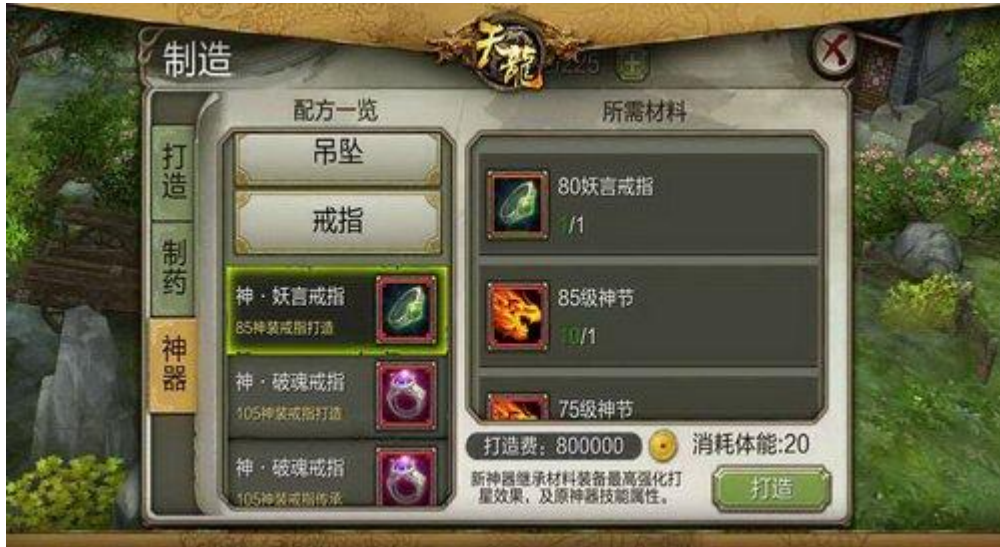 制造
天龍
225
配方一览
所需材料
打造
制药
神器
吊坠
戒指
神·妖言戒指
85神装戒指打造
神·破魂戒指
105神装戒指打造
神·破魂戒指
105神装戒指传承
80妖言戒指
/1
85级神节
10/1
75级神节
打造费：800000
消耗体能:20
新神器继承材料装备最高强化打
星效果，及原神器技能属性。
打造